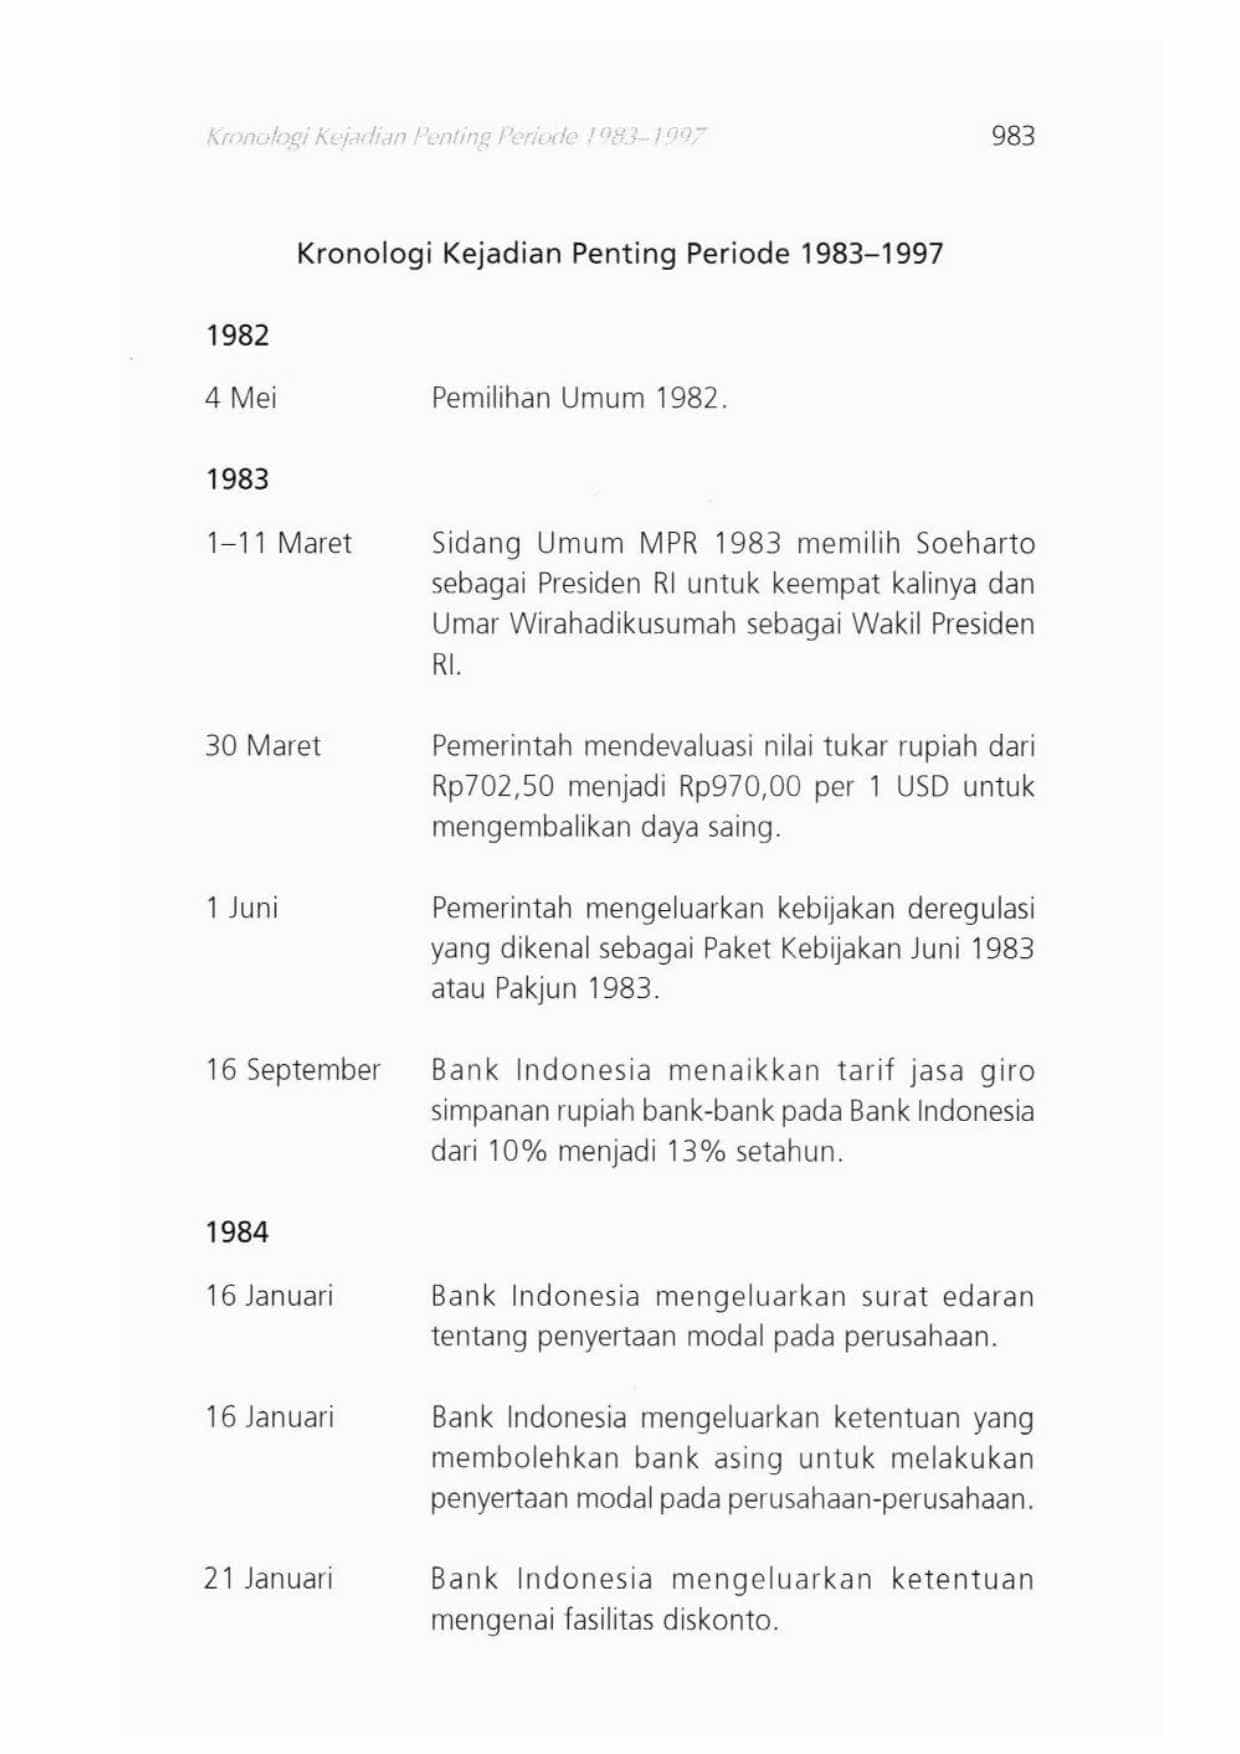 Kronologi Kejadian Penting Periode 1983–1997 983
Kronologi Kejadian Penting Periode 1983–1997
1982
4 Mei Pemilihan Umum 1982.
1983
1–11 Maret Sidang Umum MPR 1983 memilih Soeharto
sebagai Presiden RI untuk keempat kalinya dan
Umar Wirahadikusumah sebagai Wakil Presiden
RI.
30 Maret Pemerintah mendevaluasi nilai tukar rupiah dari
Rp702,50 menjadi Rp970,00 per 1 USD untuk
mengembalikan daya saing.
1 Juni Pemerintah mengeluarkan kebijakan deregulasi
yang dikenal sebagai Paket Kebijakan Juni 1983
atau Pakjun 1983.
16 September Bank Indonesia menaikkan tarif jasa giro
simpanan rupiah bank-bank pada Bank Indonesia
dari 10% menjadi 13% setahun.
1984
16 Januari Bank Indonesia mengeluarkan surat edaran
tentang penyertaan modal pada perusahaan.
16 Januari Bank Indonesia mengeluarkan ketentuan yang
membolehkan bank asing untuk melakukan
penyertaan modal pada perusahaan-perusahaan.
21 Januari Bank Indonesia mengeluarkan ketentuan
mengenai fasilitas diskonto.